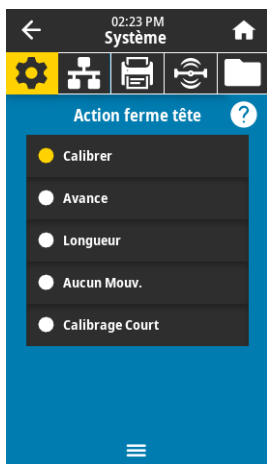 02:23 PM
Système
Action ferme tête
?
Calibrer
Avance
Longueur
Aucun Mouv.
Calibrage Court